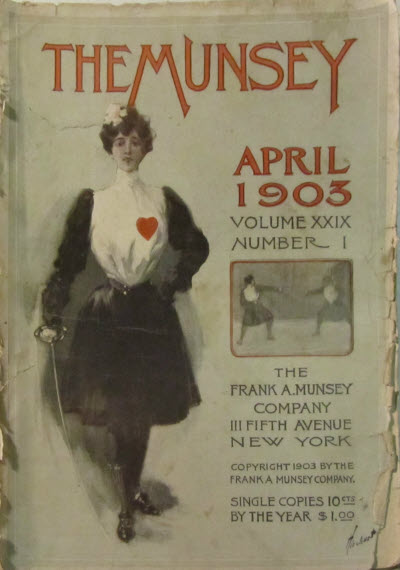 THE MUNSEY
APRIL
1903
VOLUME XXIX
NUMBER 1
THE
FRANK A. MUNSEY
COMPANY
111 FIFTH AVENUE
NEW YORK
COPYRIGHT 1903 BY THE
FRANK A MUNSEY COMPANY.
SINGLE COPIES 10 CTS
BY THE YEAR $1.00